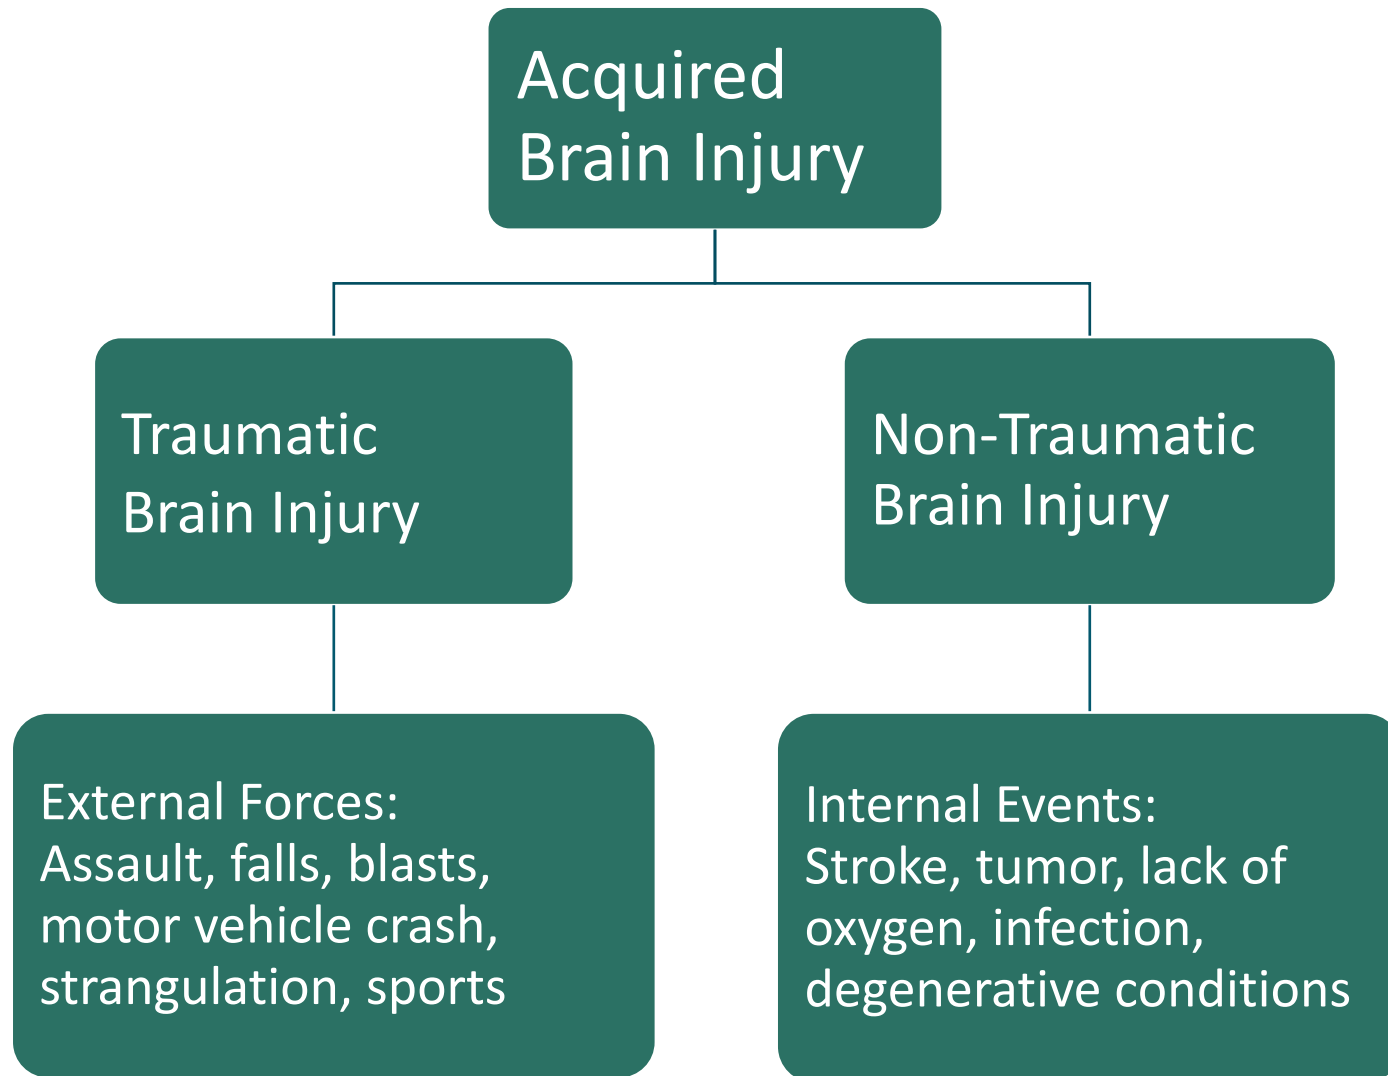 Acquired
Brain Injury
Traumatic
Brain Injury
Non-Traumatic
Brain Injury
External Forces:
Assault, falls, blasts,
motor vehicle crash,
strangulation, sports
Internal Events:
Stroke, tumor, lack of
oxygen, infection,
degenerative conditions